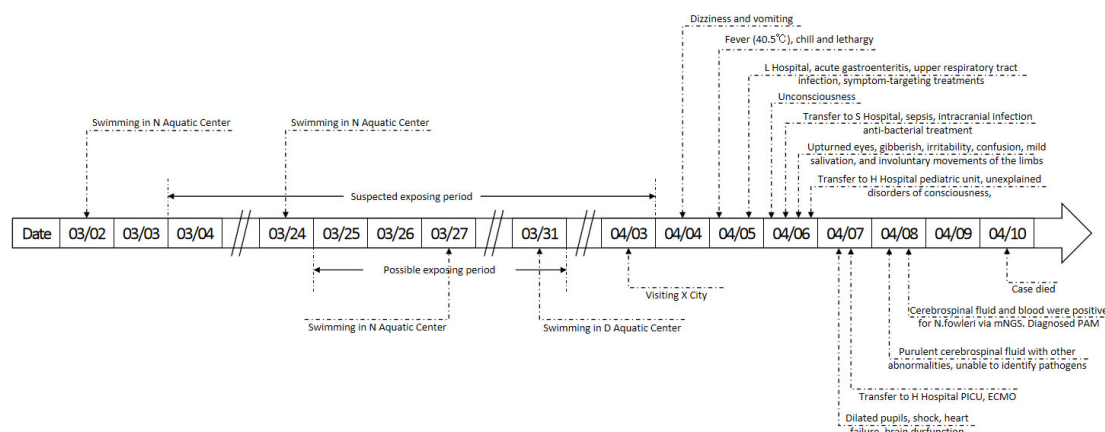 Dizziness and vomiting
Fever (40.5℃), chill and lethargy
L Hospital, acute gastroenteritis, upper respiratory tract
infection, symptom-targeting treatments
Unconsciousness
Swimming in N Aquatic Center
Swimming in N Aquatic Center
Transfer to S Hospital, sepsis, intracranial infection
anti-bacterial treatment
Upturned eyes, gibberish, irritability, confusion, mild
salivation, and involuntary movements of the limbs
Transfer to H Hospital pediatric unit, unexplained
disorders of consciousness,
Suspected exposing period
Date 03/02 03/03 03/04 03/24 03/25 03/26 03/27 03/31 04/03 04/04 04/05 04/06 04/07 04/08 04/09 04/10
Possible exposing period
Visiting X City
Case died
Swimming in N Aquatic Center
Swimming in D Aquatic Center
Cerebrospinal fluid and blood were positive
for N.fowleri via mNGS. Diagnosed PAM
Purulent cerebrospinal fluid with other
abnormalities, unable to identify pathogens
Transfer to H Hospital PICU, ECMO
Dilated pupils, shock, heart
failure, brain dysfunction